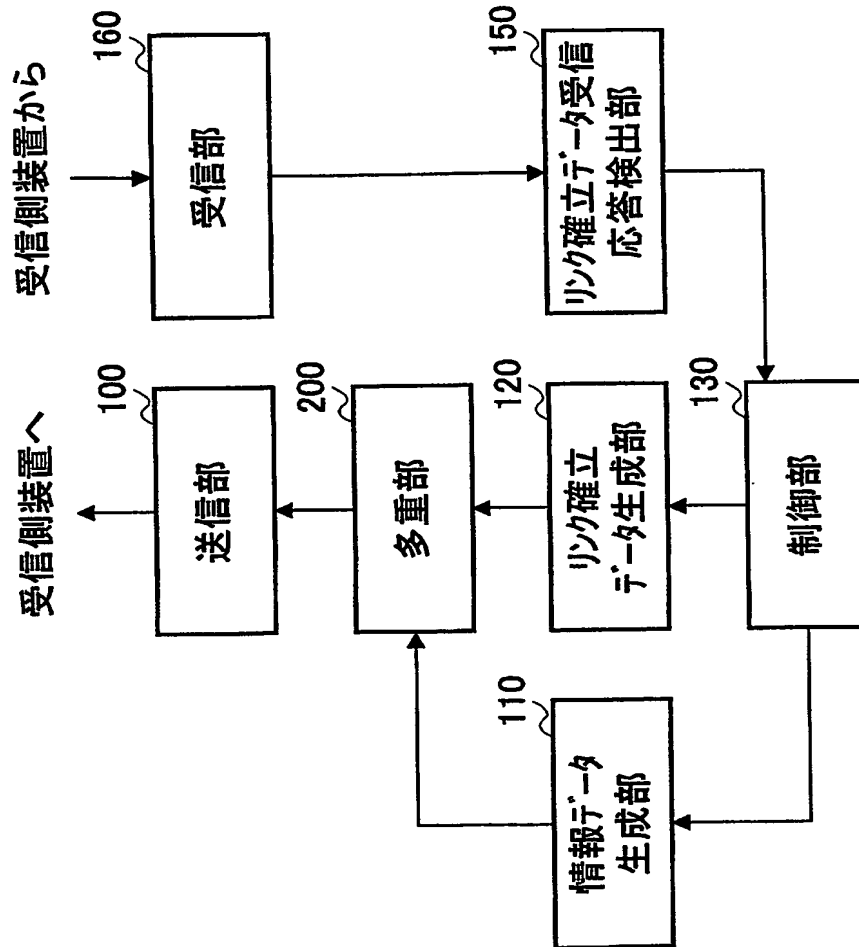 受信側装置へ
受信側装置から
100
送信部
160
受信部
200
多重部
110
情報データ
生成部
120
リンク確立
データ生成部
150
リンク確立データ受信
応答検出部
130
制御部